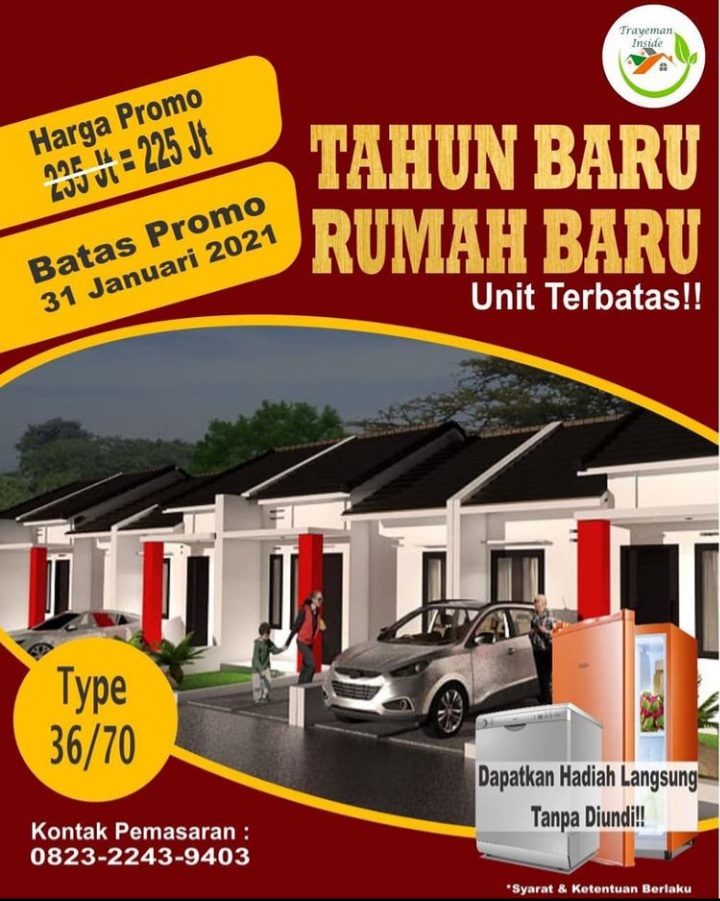 Trayeman
Inside
Harga Promo
235 Jt = 225 Jt
Batas Promo
31 Januari 2021
TAHUN BARU
RUMAH BARU
Unit Terbatas!!
Type
36/70
Dapatkan Hadiah Langsung
Tanpa Diundi!!
Kontak Pemasaran :
0823-2243-9403
*Syarat & Ketentuan Berlaku